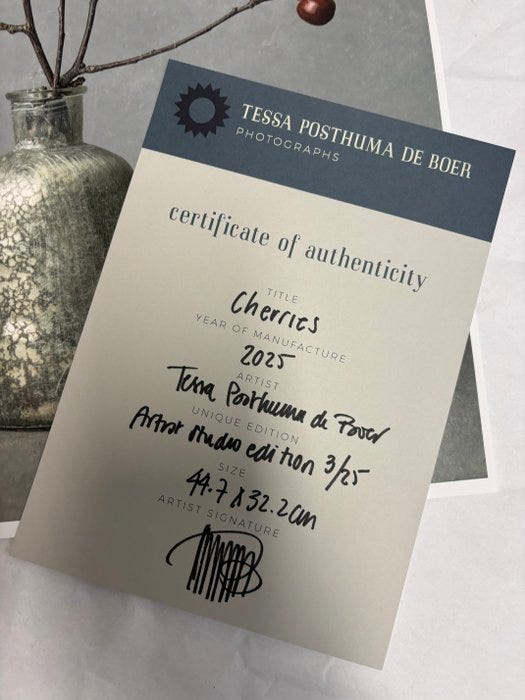 TESSA POSTHUMA DE BOER
PHOTOGRAPHS
certificate of authenticity
TITLE
Cherries
YEAR OF MANUFACTURE
2025
ARTIST
Tessa Posthuma de Boer
UNIQUE EDITION
Artist studio edition 3/25
SIZE
44.7 x 32.2 cm
ARTIST SIGNATURE